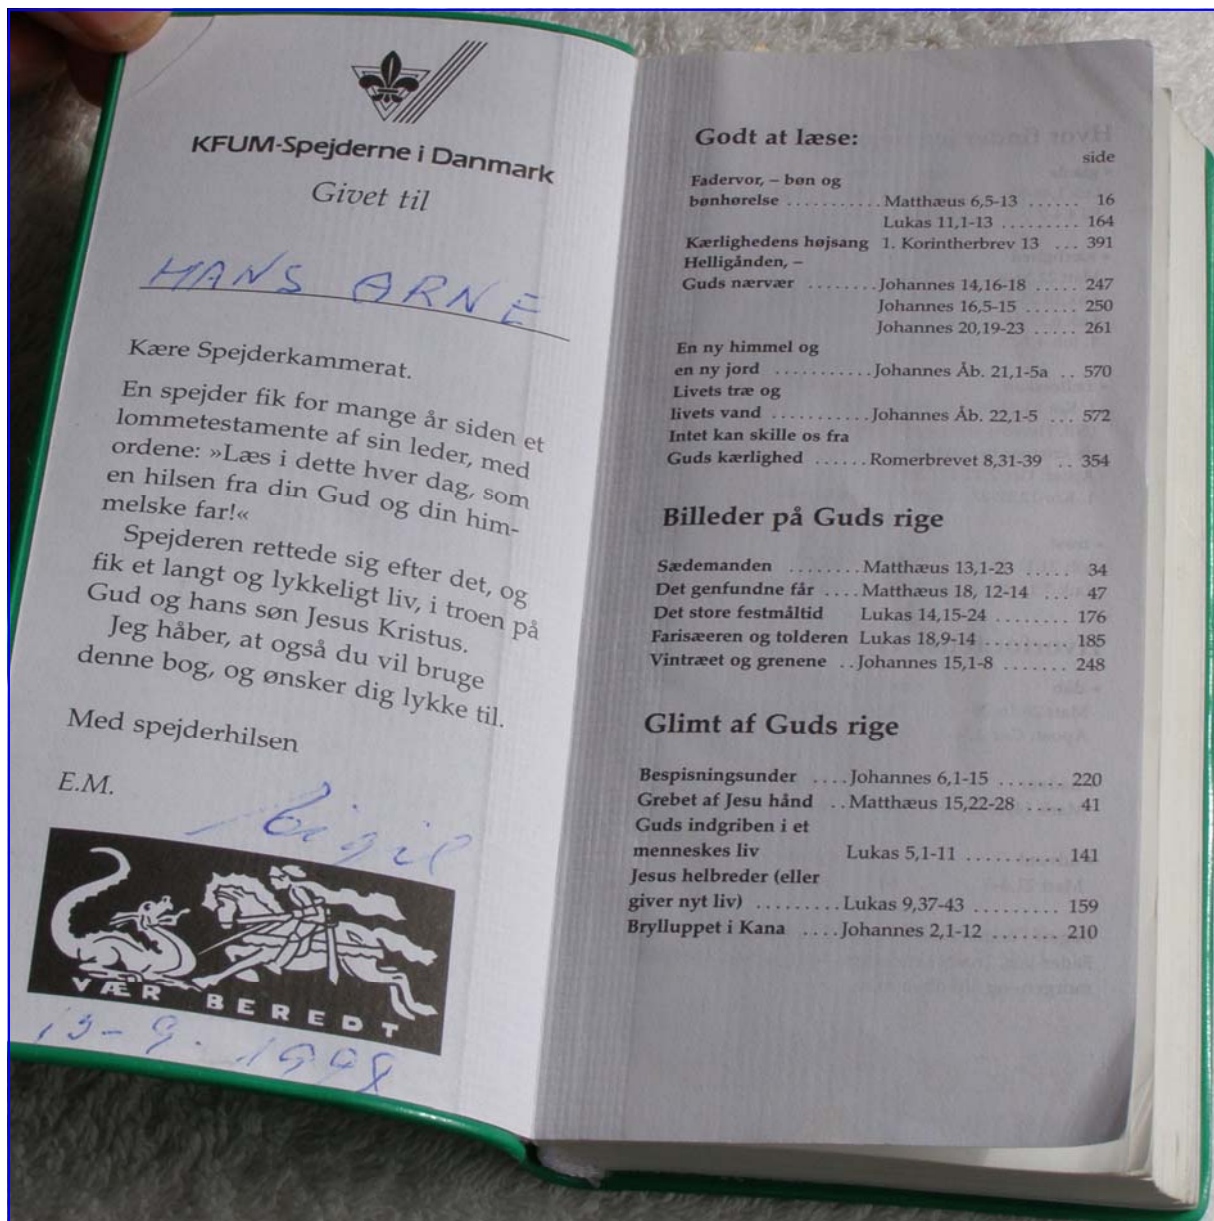 KFUM-Spejderne i Danmark
Givet til
HANS ARNE
Kære Spejderkammerat.
En spejder fik for mange år siden et
lommetestamente af sin leder, med
ordene: »Læs i dette hver dag, som
en hilsen fra din Gud og din him-
melske far!«
Spejderen rettede sig efter det, og
fik et langt og lykkeligt liv, i troen på
Gud og hans søn Jesus Kristus.
Jeg håber, at også du vil bruge
denne bog, og ønsker dig lykke til.
Med spejderhilsen
E.M.
VÆR BEREDT
13-9.1998
Godt at læse:
side
Fadervor, – bøn og
bønhørelse ........... Matthæus 6,5-13 ...... 16
Lukas 11,1-13 ......... 164
Kærlighedens højsang 1. Korintherbrev 13 ... 391
Helligånden, –
Guds nærvær ........ Johannes 14,16-18 ..... 247
Johannes 16,5-15 ...... 250
Johannes 20,19-23 ..... 261
En ny himmel og
en ny jord ........... Johannes Åb. 21,1-5a .. 570
Livets træ og
livets vand ........... Johannes Åb. 22,1-5 ... 572
Intet kan skille os fra
Guds kærlighed ...... Romerbrevet 8,31-39 .. 354
Billeder på Guds rige
Sædemanden ........ Matthæus 13,1-23 ..... 34
Det genfundne får .... Matthæus 18, 12-14 ... 47
Det store festmåltid Lukas 14,15-24 ........ 176
Farisæeren og tolderen Lukas 18,9-14 ......... 185
Vintræet og grenene .. Johannes 15,1-8 ....... 248
Glimt af Guds rige
Bespisningsunder .... Johannes 6,1-15 ....... 220
Grebet af Jesu hånd .. Matthæus 15,22-28 .... 41
Guds indgriben i et
menneskes liv Lukas 5,1-11 .......... 141
Jesus helbreder (eller
giver nyt liv) ......... Lukas 9,37-43 ......... 159
Brylluppet i Kana .... Johannes 2,1-12 ....... 210